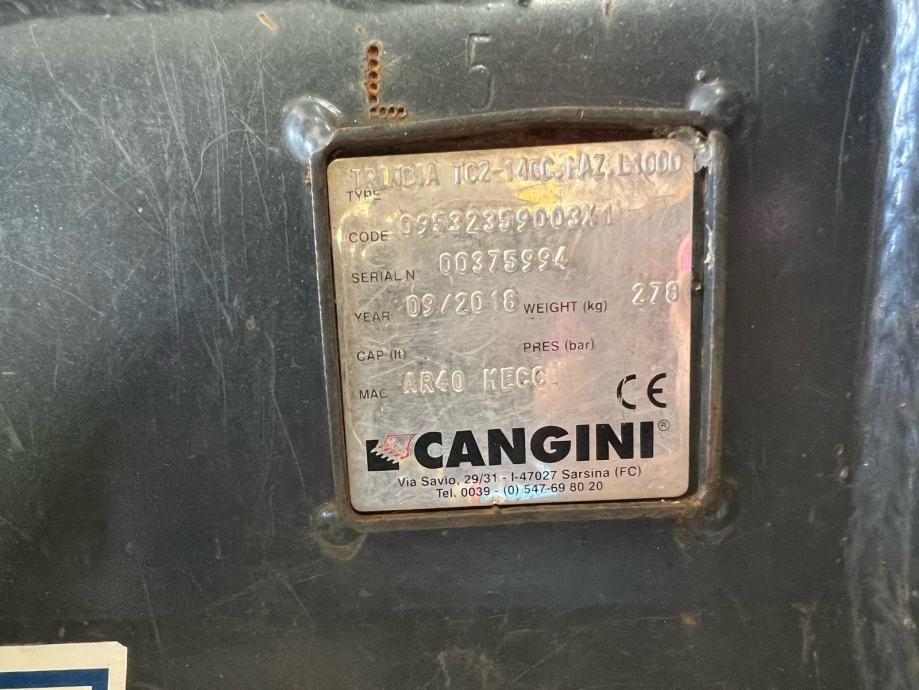 L 5
TYPE TRINCIA TC2-140C.MAZ.L1000
CODE 09532359003X1
SERIAL N 00375994
YEAR 09/2018 WEIGHT (kg) 278
CAP (lt) PRES (bar)
MAC AR40 MECC
CE
CANGINI®
Via Savio, 29/31 - I-47027 Sarsina (FC)
Tel. 0039 - (0) 547-69 80 20